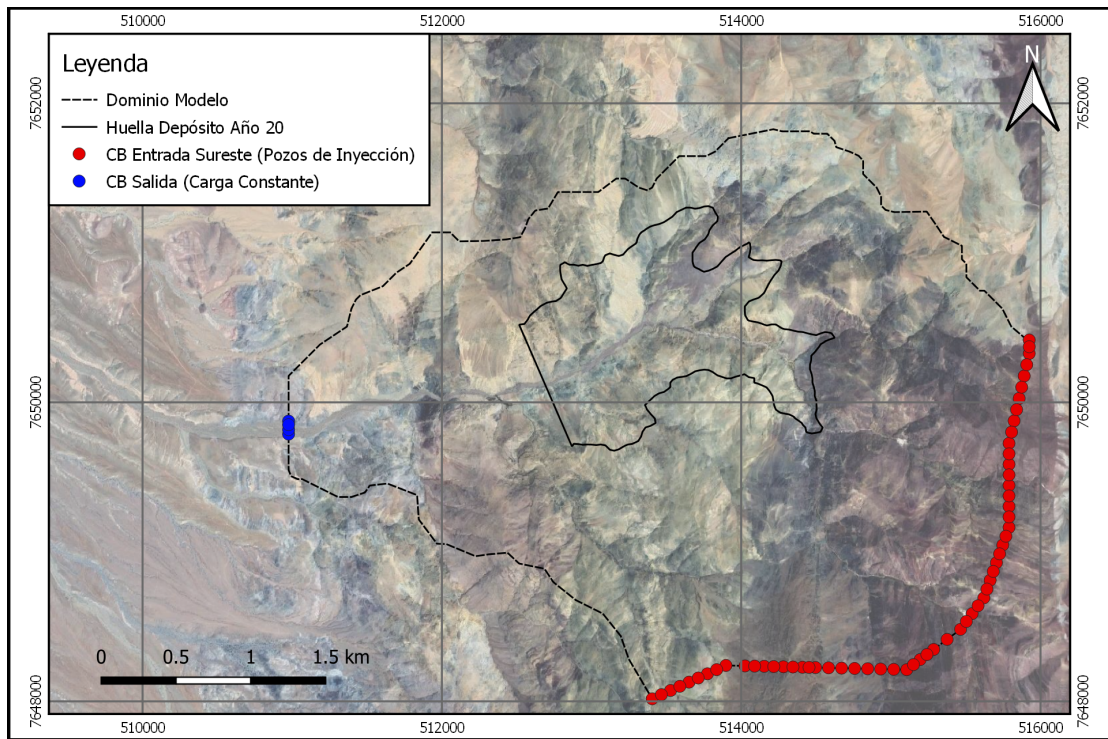 510000 512000 514000 516000
Leyenda
Dominio Modelo
Huella Depósito Año 20
CB Entrada Sureste (Pozos de Inyección)
CB Salida (Carga Constante)
N
7652000 7652000
7650000 7650000
7648000 7648000
0 0.5 1 1.5 km
510000 512000 514000 516000